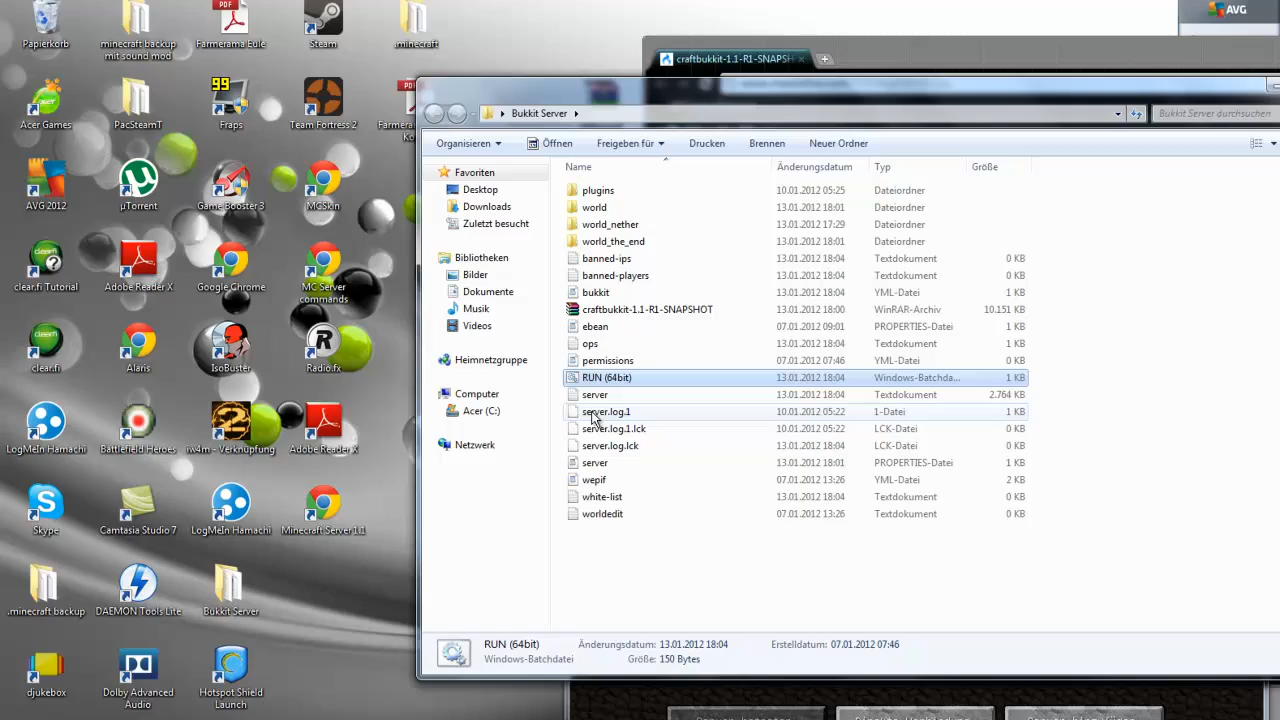 Papierkorb
minecraft backup
mit sound mod
Farmerama Eule
Steam
.minecraft
AVG
craftbukkit-1.1-R1-SNAPSH
Acer Games
PacSteamT
99
Fraps
Team Fortress 2
AVG 2012
µTorrent
Game Booster 3
MCSkin
clear.fi Tutorial
Adobe Reader X
Google Chrome
MC Server
commands
clear.fi
Alaris
IsoBuster
Radio.fx
LogMeIn Hamachi
Battlefield Heroes
iw4m - Verknüpfung
Adobe Reader X
Skype
Camtasia Studio 7
LogMeIn Hamachi
Minecraft Server 1.1
.minecraft backup
DAEMON Tools Lite
Bukkit Server
djukebox
Dolby Advanced
Audio
Hotspot Shield
Launch
Bukkit Server
Bukkit Server durchsuchen
Organisieren
Öffnen
Freigeben für
Drucken
Brennen
Neuer Ordner
Favoriten
Desktop
Downloads
Zuletzt besucht
Bibliotheken
Bilder
Dokumente
Musik
Videos
Heimnetzgruppe
Computer
Acer (C:)
Netzwerk
Name Änderungsdatum Typ Größe
plugins 10.01.2012 05:25 Dateiordner
world 13.01.2012 18:01 Dateiordner
world_nether 13.01.2012 17:29 Dateiordner
world_the_end 13.01.2012 18:01 Dateiordner
banned-ips 13.01.2012 18:04 Textdokument 0 KB
banned-players 13.01.2012 18:04 Textdokument 0 KB
bukkit 13.01.2012 18:04 YML-Datei 1 KB
craftbukkit-1.1-R1-SNAPSHOT 13.01.2012 18:00 WinRAR-Archiv 10.151 KB
ebean 07.01.2012 09:01 PROPERTIES-Datei 1 KB
ops 13.01.2012 18:04 Textdokument 0 KB
permissions 07.01.2012 07:46 YML-Datei 0 KB
RUN (64bit) 13.01.2012 18:04 Windows-Batchda... 1 KB
server 13.01.2012 18:04 Textdokument 2.764 KB
server.log.1 10.01.2012 05:22 1-Datei 1 KB
server.log.1.lck 10.01.2012 05:22 LCK-Datei 0 KB
server.log.lck 13.01.2012 18:04 LCK-Datei 0 KB
server 13.01.2012 18:01 PROPERTIES-Datei 1 KB
wepif 07.01.2012 13:26 YML-Datei 2 KB
white-list 13.01.2012 18:04 Textdokument 0 KB
worldedit 07.01.2012 13:26 Textdokument 0 KB
RUN (64bit) Änderungsdatum: 13.01.2012 18:04 Erstelldatum: 07.01.2012 07:46
Windows-Batchdatei Größe: 150 Bytes